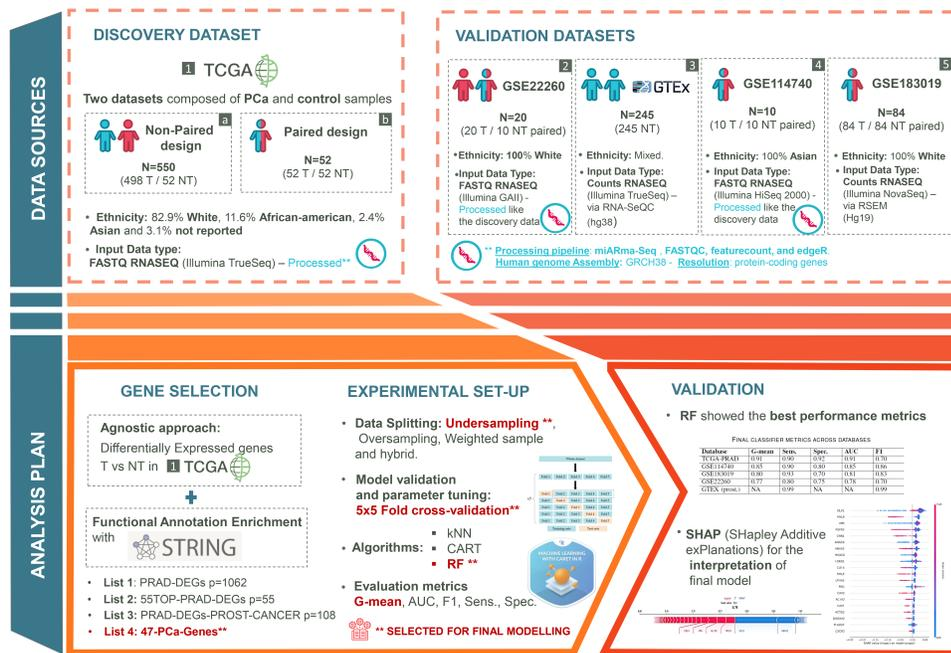 DATA SOURCES
DISCOVERY DATASET
1 TCGA
Two datasets composed of PCa and control samples
a
Non-Paired
design
N=550
(498 T / 52 NT)
b
Paired design
N=52
(52 T / 52 NT)
• Ethnicity: 82.9% White, 11.6% African-american, 2.4%
Asian and 3.1% not reported
• Input Data type:
FASTQ RNASEQ (Illumina TrueSeq) – Processed**
VALIDATION DATASETS
2
GSE22260
N=20
(20 T / 10 NT paired)
• Ethnicity: 100% White
• Input Data Type:
FASTQ RNASEQ
(Illumina GAII) -
Processed like
the discovery data
3
GTEx
N=245
(245 NT)
• Ethnicity: Mixed.
• Input Data Type:
Counts RNASEQ
(Illumina TrueSeq) –
via RNA-SeQC
(hg38)
4
GSE114740
N=10
(10 T / 10 NT paired)
• Ethnicity: 100% Asian
• Input Data Type:
FASTQ RNASEQ
(Illumina HiSeq 2000) -
Processed like the
discovery data
5
GSE183019
N=84
(84 T / 84 NT paired)
• Ethnicity: 100% White
• Input Data Type:
Counts RNASEQ
(Illumina NovaSeq) –
via RSEM
(Hg19)
** Processing pipeline: miARma-Seq , FASTQC, featurecount, and edgeR
Human genome Assembly: GRCH38 - Resolution: protein-coding genes
ANALYSIS PLAN
GENE SELECTION
Agnostic approach:
Differentially Expressed genes
T vs NT in 1 TCGA
+
Functional Annotation Enrichment
with STRING
• List 1: PRAD-DEGs p=1062
• List 2: 55TOP-PRAD-DEGs p=55
• List 3: PRAD-DEGs-PROST-CANCER p=108
• List 4: 47-PCa-Genes**
EXPERIMENTAL SET-UP
• Data Splitting: Undersampling **,
Oversampling, Weighted sample
and hybrid.
• Model validation
and parameter tuning:
5x5 Fold cross-validation**
• Algorithms:
▪ kNN
▪ CART
▪ RF **
• Evaluation metrics
G-mean, AUC, F1, Sens., Spec.
MACHINE LEARNING
WITH CARET IN R
** SELECTED FOR FINAL MODELLING
VALIDATION
• RF showed the best performance metrics
FINAL CLASSIFIER METRICS ACROSS DATABASES
Database G-mean Sens. Spec. AUC F1
TCGA-PRAD 0.91 0.90 0.92 0.91 0.70
GSE114740 0.85 0.90 0.80 0.85 0.86
GSE183019 0.80 0.93 0.70 0.81 0.83
GSE22260 0.77 0.80 0.75 0.78 0.70
GTEX (prost.) NA 0.99 NA NA 0.99
• SHAP (SHapley Additive
exPlanations) for the
interpretation of
final model